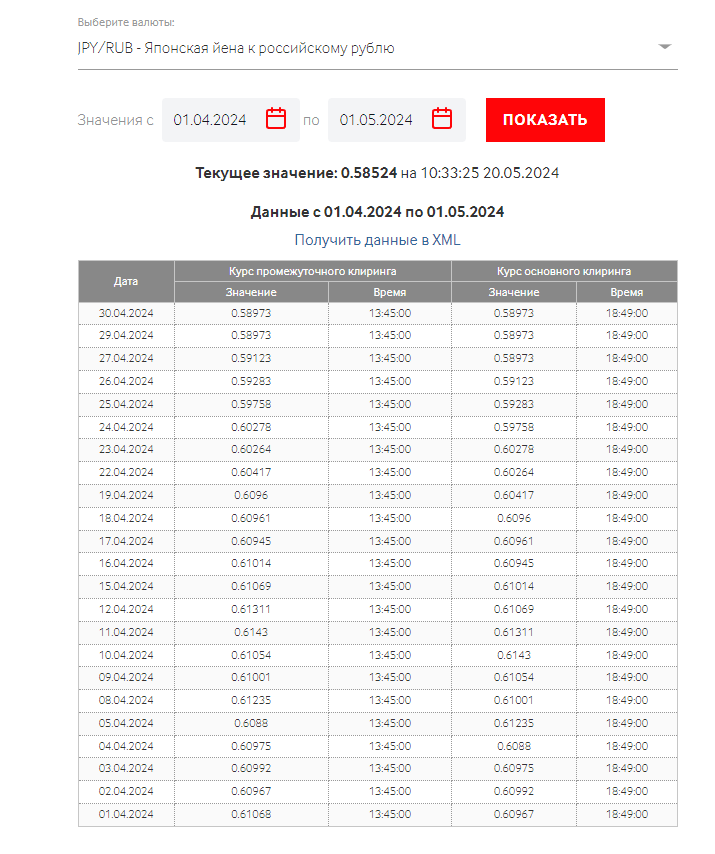 Выберите валюты:
JPY/RUB - Японская йена к российскому рублю
Значения с 01.04.2024 по 01.05.2024 ПОКАЗАТЬ
Текущее значение: 0.58524 на 10:33:25 20.05.2024
Данные с 01.04.2024 по 01.05.2024
Получить данные в XML
Дата Курс промежуточного клиринга Курс основного клиринга
Значение Время Значение Время
30.04.2024 0.58973 13:45:00 0.58973 18:49:00
29.04.2024 0.58973 13:45:00 0.58973 18:49:00
27.04.2024 0.59123 13:45:00 0.58973 18:49:00
26.04.2024 0.59283 13:45:00 0.59123 18:49:00
25.04.2024 0.59758 13:45:00 0.59283 18:49:00
24.04.2024 0.60278 13:45:00 0.59758 18:49:00
23.04.2024 0.60264 13:45:00 0.60278 18:49:00
22.04.2024 0.60417 13:45:00 0.60264 18:49:00
19.04.2024 0.6096 13:45:00 0.60417 18:49:00
18.04.2024 0.60961 13:45:00 0.6096 18:49:00
17.04.2024 0.60945 13:45:00 0.60961 18:49:00
16.04.2024 0.61014 13:45:00 0.60945 18:49:00
15.04.2024 0.61069 13:45:00 0.61014 18:49:00
12.04.2024 0.61311 13:45:00 0.61069 18:49:00
11.04.2024 0.6143 13:45:00 0.61311 18:49:00
10.04.2024 0.61054 13:45:00 0.6143 18:49:00
09.04.2024 0.61001 13:45:00 0.61054 18:49:00
08.04.2024 0.61235 13:45:00 0.61001 18:49:00
05.04.2024 0.6088 13:45:00 0.61235 18:49:00
04.04.2024 0.60975 13:45:00 0.6088 18:49:00
03.04.2024 0.60992 13:45:00 0.60975 18:49:00
02.04.2024 0.60967 13:45:00 0.60992 18:49:00
01.04.2024 0.61068 13:45:00 0.60967 18:49:00